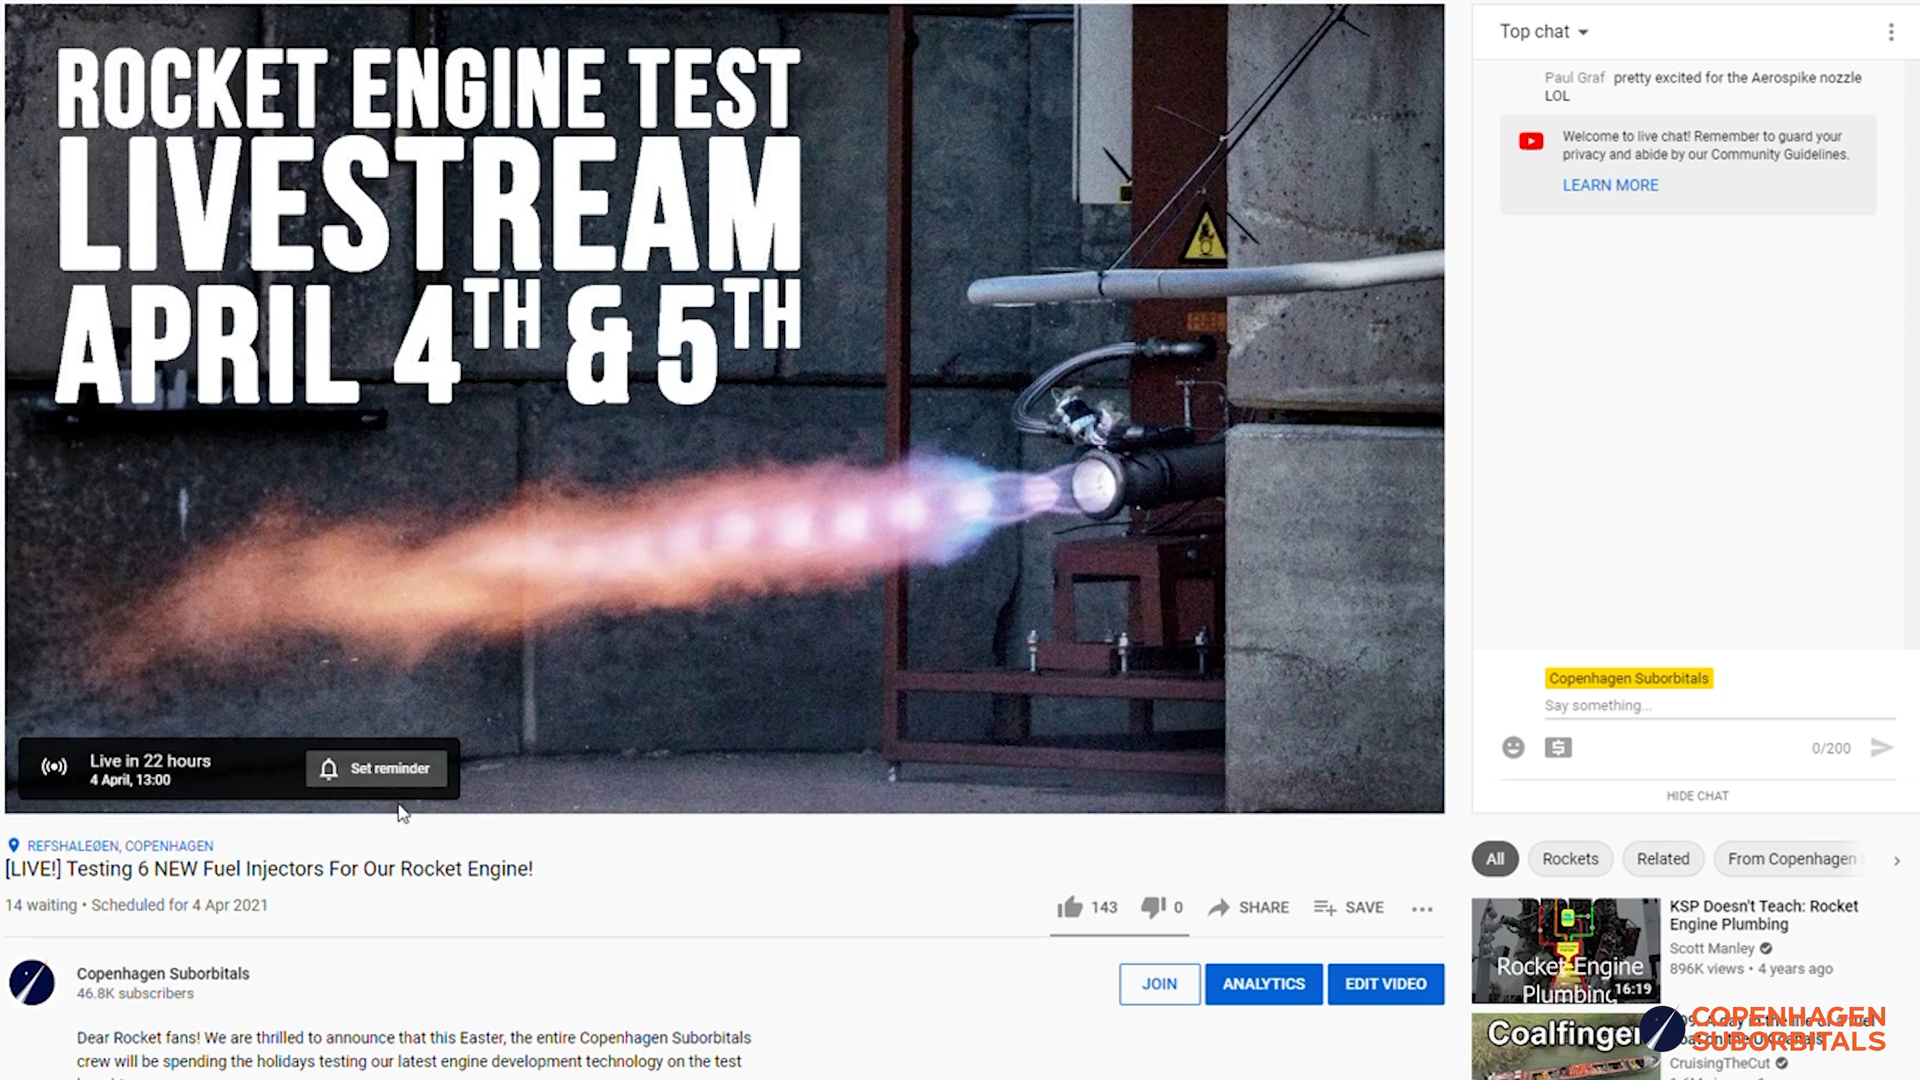 ROCKET ENGINE TEST
LIVESTREAM
APRIL 4TH & 5TH
Live in 22 hours
4 April, 13:00
Set reminder
REFSHALEØEN, COPENHAGEN
[LIVE!] Testing 6 NEW Fuel Injectors For Our Rocket Engine!
14 waiting • Scheduled for 4 Apr 2021
143
0
SHARE
SAVE
Copenhagen Suborbitals
46.8K subscribers
JOIN
ANALYTICS
EDIT VIDEO
Dear Rocket fans! We are thrilled to announce that this Easter, the entire Copenhagen Suborbitals
crew will be spending the holidays testing our latest engine development technology on the test
Top chat
Paul Graf pretty excited for the Aerospike nozzle
LOL
Welcome to live chat! Remember to guard your
privacy and abide by our Community Guidelines.
LEARN MORE
Copenhagen Suborbitals
Say something...
0/200
HIDE CHAT
All
Rockets
Related
From Copenhagen
Rocket Engine
Plumbing
16:19
KSP Doesn't Teach: Rocket
Engine Plumbing
Scott Manley
896K views • 4 years ago
Coalfinger
CruisingTheCut
COPENHAGEN
SUBORBITALS